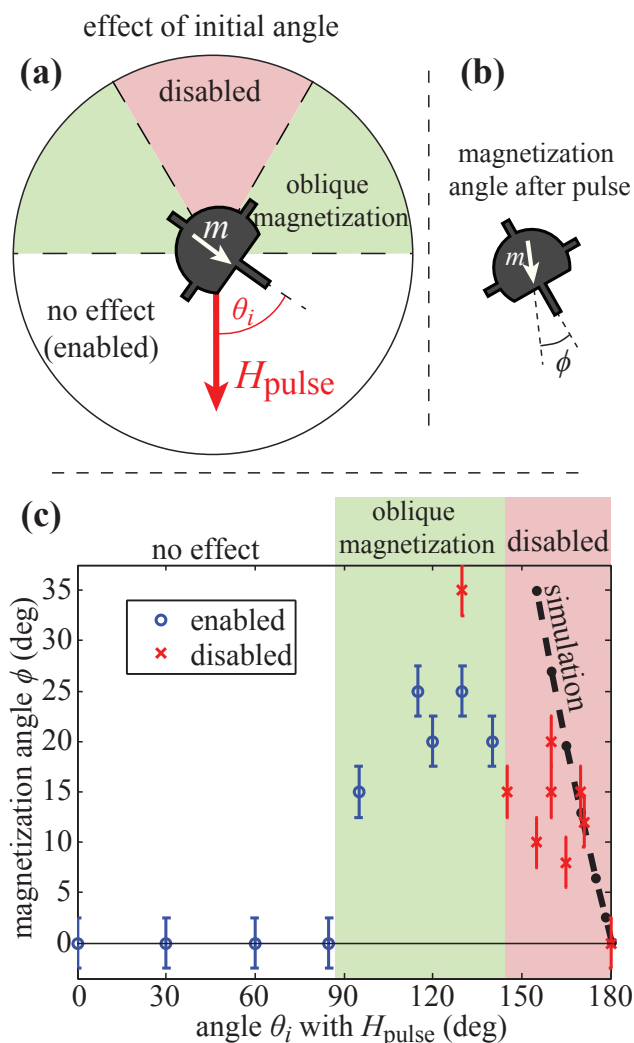 effect of initial angle
(a)
disabled
oblique
magnetization
m
no effect
(enabled)
θi
Hpulse
(b)
magnetization
angle after pulse
m
ϕ
(c)
no effect
oblique
magnetization
disabled
enabled
disabled
simulation
magnetization angle ϕ (deg)
35
30
25
20
15
10
5
0
0 30 60 90 120 150 180
angle θi with Hpulse (deg)